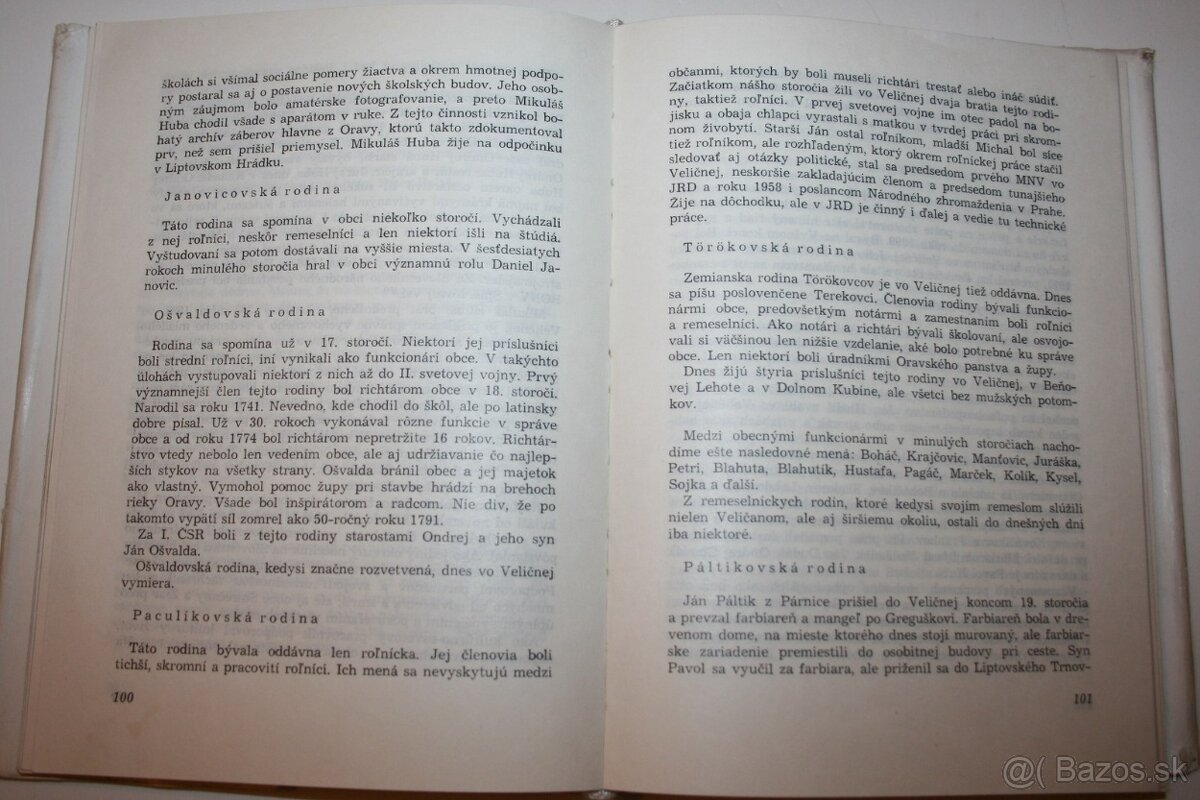 školách si všímal sociálne pomery žiactva a okrem hmotnej podpo-
ry postaral sa aj o postavenie nových školských budov. Jeho osob-
ným záujmom bolo amatérske fotografovanie, a preto Mikuláš
Huba chodil všade s aparátom v ruke. Z tejto činnosti vznikol bo-
hatý archív záberov hlavne z Oravy, ktorú takto zdokumentoval
prv, než sem prišiel priemysel. Mikuláš Huba žije na odpočinku
v Liptovskom Hrádku.
Janovicovská rodina
Táto rodina sa spomína v obci niekoľko storočí. Vychádzali
z nej roľníci, neskôr remeselníci a len niektorí išli na štúdiá.
Vyštudovaní sa potom dostávali na vyššie miesta. V šesťdesiatych
rokoch minulého storočia hral v obci významnú rolu Daniel Ja-
novic.
Ošvaldovská rodina
Rodina sa spomína už v 17. storočí. Niektorí jej príslušníci
boli strední roľníci, iní vynikali ako funkcionári obce. V takýchto
úlohách vystupovali niektorí z nich až do II. svetovej vojny. Prvý
významnejší člen tejto rodiny bol richtárom obce v 18. storočí.
Narodil sa roku 1741. Nevedno, kde chodil do škôl, ale po latinsky
dobre písal. Už v 30. rokoch vykonával rôzne funkcie v správe
obce a od roku 1774 bol richtárom nepretržite 16 rokov. Richtár-
stvo vtedy nebolo len vedením obce, ale aj udržiavanie čo najlep-
ších stykov na všetky strany. Ošvalda bránil obec a jej majetok
ako vlastný. Vymohol pomoc župy pri stavbe hrádzí na brehoch
rieky Oravy. Všade bol inšpirátorom a radcom. Nie div, že po
takomto vypätí síl zomrel ako 50-ročný roku 1791.
Za I. ČSR boli z tejto rodiny starostami Ondrej a jeho syn
Ján Ošvalda.
Ošvaldovská rodina, kedysi značne rozvetvená, dnes vo Veličnej
vymiera.
Paculíkovská rodina
Táto rodina bývala oddávna len roľnícka. Jej členovia boli
tichší, skromní a pracovití roľníci. Ich mená sa nevyskytujú medzi
100
občanmi, ktorých by boli museli richtári trestať alebo ináč súdiť.
Začiatkom nášho storočia žili vo Veličnej dvaja bratia tejto rodi-
ny, taktiež roľníci. V prvej svetovej vojne im otec padol na bo-
jisku a obaja chlapci vyrastali s matkou v tvrdej práci pri skrom-
nom živobytí. Starší Ján ostal roľníkom, mladší Michal bol síce
tiež roľníkom, ale rozhľadeným, ktorý okrem roľníckej práce stačil
sledovať aj otázky politické, stal sa predsedom prvého MNV vo
Veličnej, neskoršie zakladajúcim členom a predsedom tunajšieho
JRD a roku 1958 i poslancom Národného zhromaždenia v Prahe.
Žije na dôchodku, ale v JRD je činný i ďalej a vedie tu technické
práce.
Törökovská rodina
Zemianska rodina Törökovcov je vo Veličnej tiež oddávna. Dnes
sa píšu poslovenčene Terekovci. Členovia rodiny bývali funkcio-
nármi obce, predovšetkým notármi a zamestnaním boli roľníci
a remeselníci. Ako notári a richtári bývali školovaní, ale osvojo-
vali si väčšinou len nižšie vzdelanie, aké bolo potrebné ku správe
obce. Len niektorí boli úradníkmi Oravského panstva a župy.
Dnes žijú štyria príslušníci tejto rodiny vo Veličnej, v Beňo-
vej Lehote a v Dolnom Kubíne, ale všetci bez mužských potom-
kov.
Medzi obecnými funkcionármi v minulých storočiach nacho-
díme ešte nasledovné mená: Boháč, Krajčovic, Manťovic, Juráška,
Petri, Blahuta, Blahutík, Hustafa, Pagáč, Marček, Kolík, Kysel,
Sojka a ďalší.
Z remeselníckych rodín, ktoré kedysi svojím remeslom slúžili
nielen Veličanom, ale aj širšiemu okoliu, ostali do dnešných dní
iba niektoré.
Páltikovská rodina
Ján Páltik z Párnice prišiel do Veličnej koncom 19. storočia
a prevzal farbiareň a mangeľ po Greguškovi. Farbiareň bola v dre-
venom dome, na mieste ktorého dnes stojí murovaný, ale farbiar-
ske zariadenie premiestili do osobitnej budovy pri ceste. Syn
Pavol sa vyučil za farbiara, ale priženil sa do Liptovského Trnov-
101
@( Bazos.sk